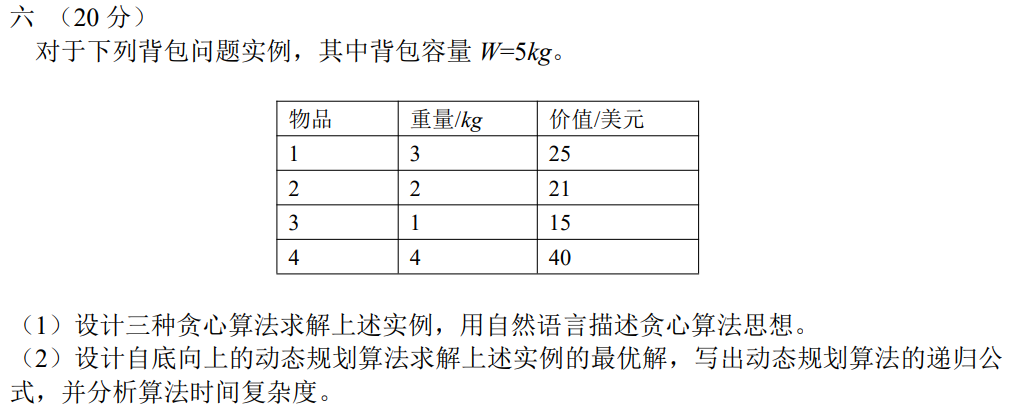 六 （20 分）
对于下列背包问题实例，其中背包容量 W=5kg。
物品 重量/kg 价值/美元
1 3 25
2 2 21
3 1 15
4 4 40
（1）设计三种贪心算法求解上述实例，用自然语言描述贪心算法思想。
（2）设计自底向上的动态规划算法求解上述实例的最优解，写出动态规划算法的递归公
式，并分析算法时间复杂度。